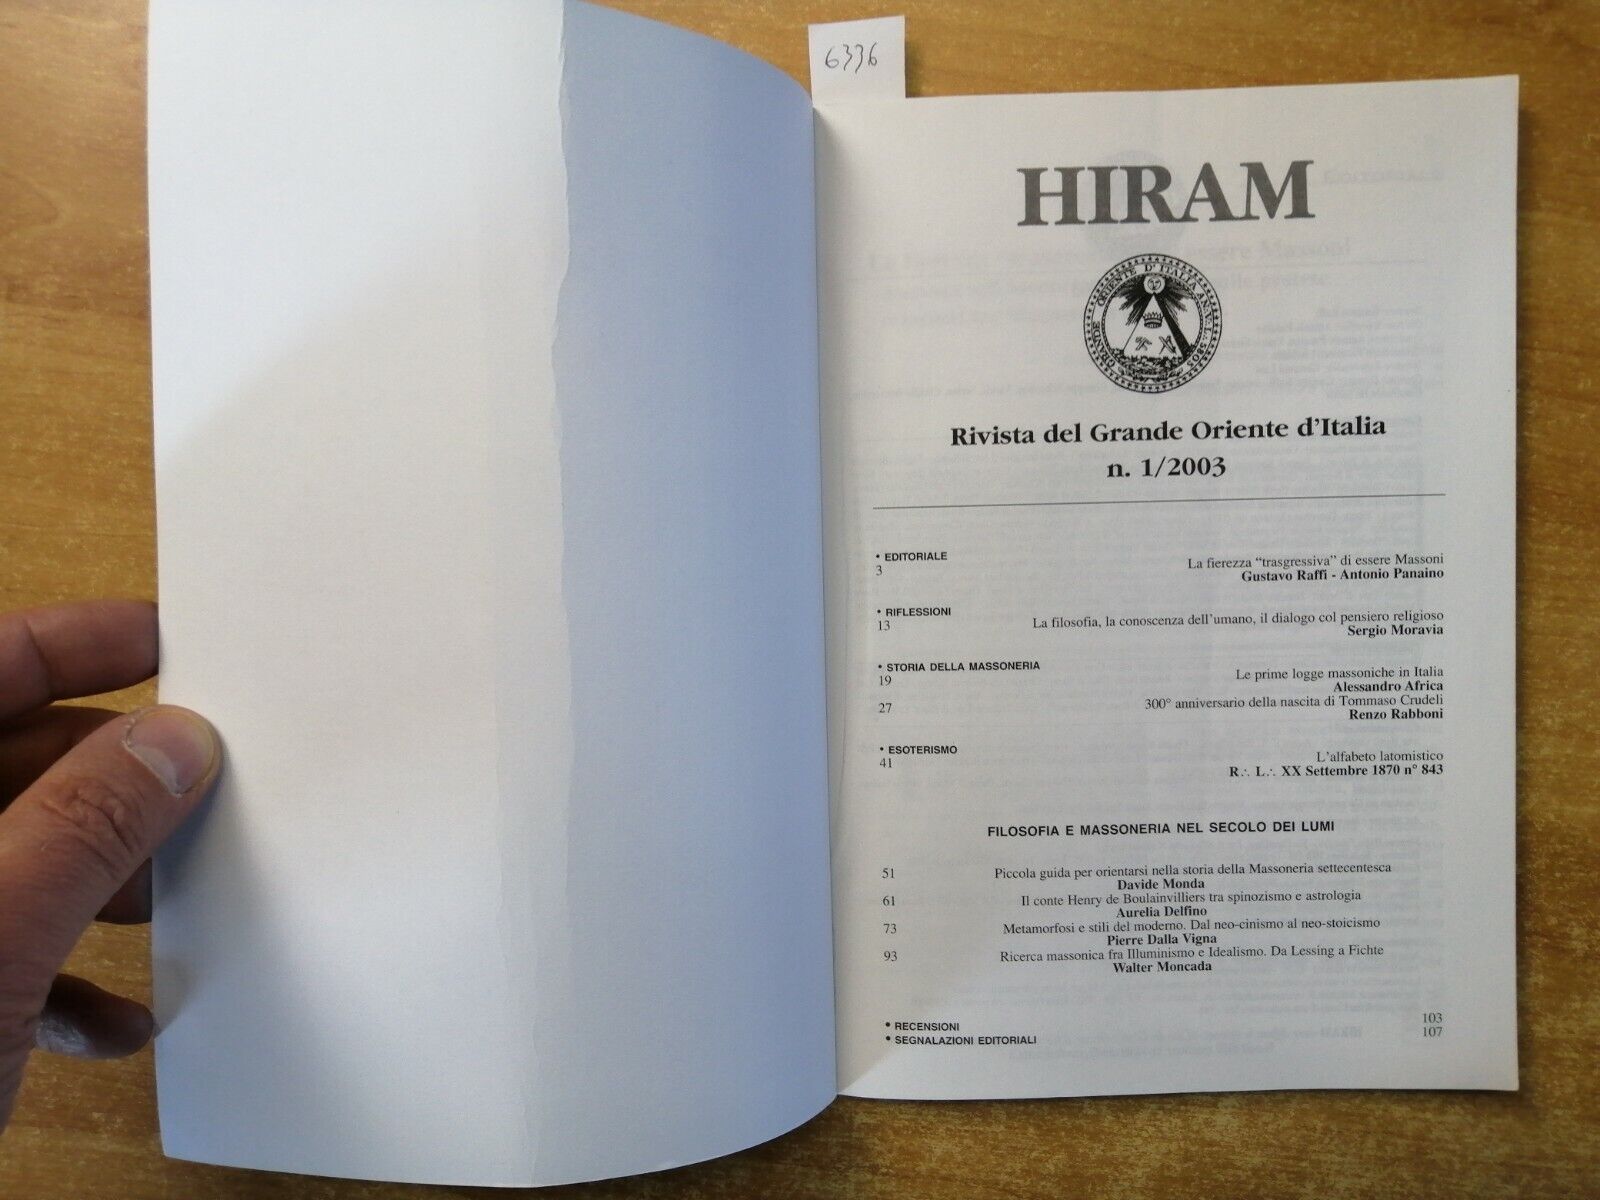 6336
HIRAM
GRANDE ORIENTE D'ITALIA A.V.L. 5805
Rivista del Grande Oriente d'Italia
n. 1/2003
• EDITORIALE
3 La fierezza "trasgressiva" di essere Massoni
Gustavo Raffi - Antonio Panaino
• RIFLESSIONI
13 La filosofia, la conoscenza dell'umano, il dialogo col pensiero religioso
Sergio Moravia
• STORIA DELLA MASSONERIA
19 Le prime logge massoniche in Italia
Alessandro Africa
27 300° anniversario della nascita di Tommaso Crudeli
Renzo Rabboni
• ESOTERISMO
41 L'alfabeto latomistico
R∴ L∴ XX Settembre 1870 n° 843
FILOSOFIA E MASSONERIA NEL SECOLO DEI LUMI
51 Piccola guida per orientarsi nella storia della Massoneria settecentesca
Davide Monda
61 Il conte Henry de Boulainvilliers tra spinozismo e astrologia
Aurelia Delfino
73 Metamorfosi e stili del moderno. Dal neo-cinismo al neo-stoicismo
Pierre Dalla Vigna
93 Ricerca massonica fra Illuminismo e Idealismo. Da Lessing a Fichte
Walter Moncada
• RECENSIONI 103
• SEGNALAZIONI EDITORIALI 107